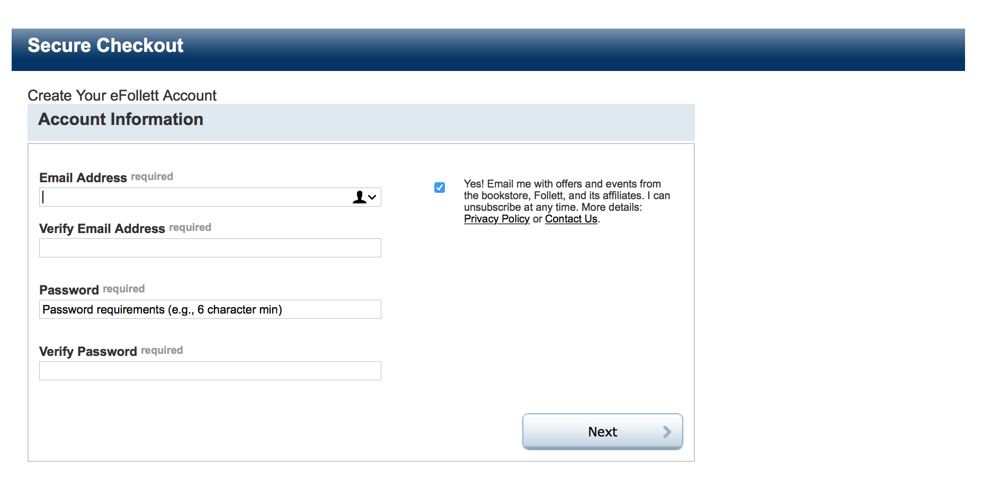 Secure Checkout
Create Your eFollett Account
Account Information
Email Address required
Verify Email Address required
Password required
Password requirements (e.g., 6 character min)
Verify Password required
Yes! Email me with offers and events from
the bookstore, Follett, and its affiliates. I can
unsubscribe at any time. More details:
Privacy Policy or Contact Us.
Next